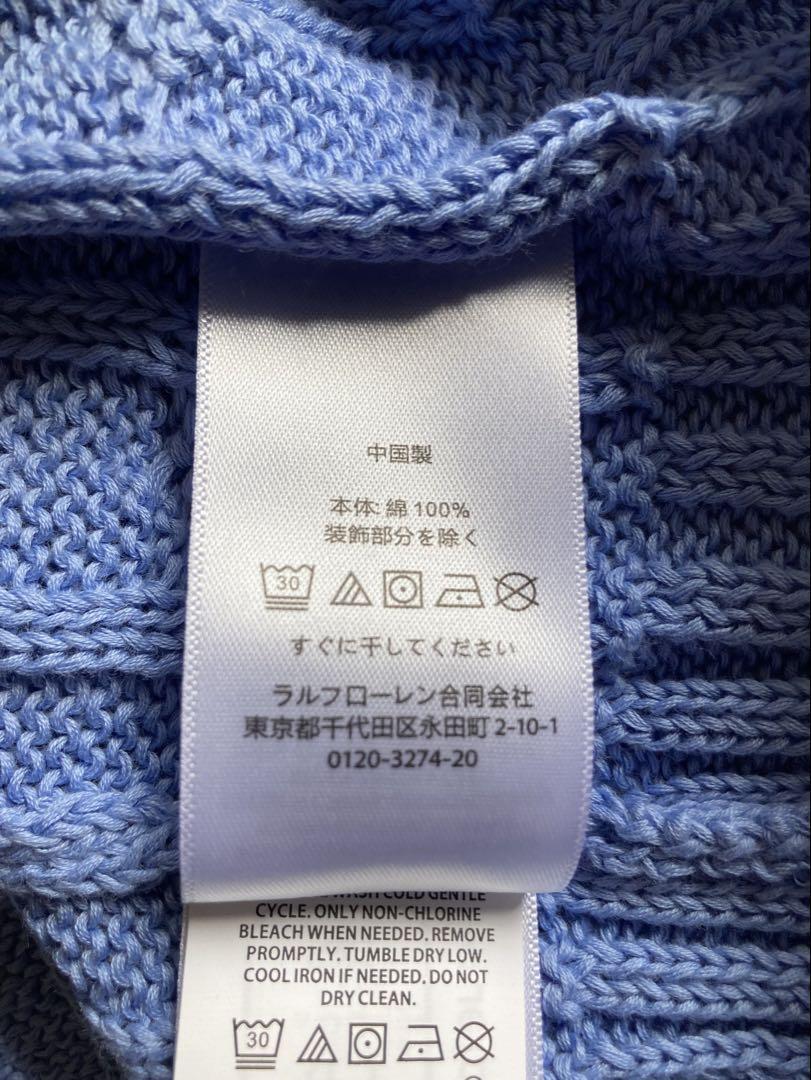 中国製
本体: 綿 100%
装飾部分を除く
30
すぐに干してください
ラルフローレン合同会社
東京都千代田区永田町 2-10-1
0120-3274-20
WASH COLD GENTLE
CYCLE. ONLY NON-CHLORINE
BLEACH WHEN NEEDED. REMOVE
PROMPTLY. TUMBLE DRY LOW.
COOL IRON IF NEEDED. DO NOT
DRY CLEAN.
30